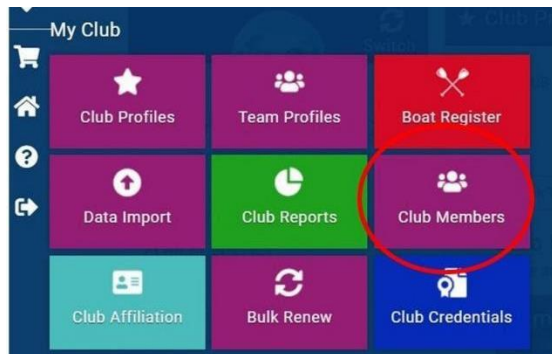 My Club
Club Profiles
Team Profiles
Boat Register
Data Import
Club Reports
Club Members
Club Affiliation
Bulk Renew
Club Credentials